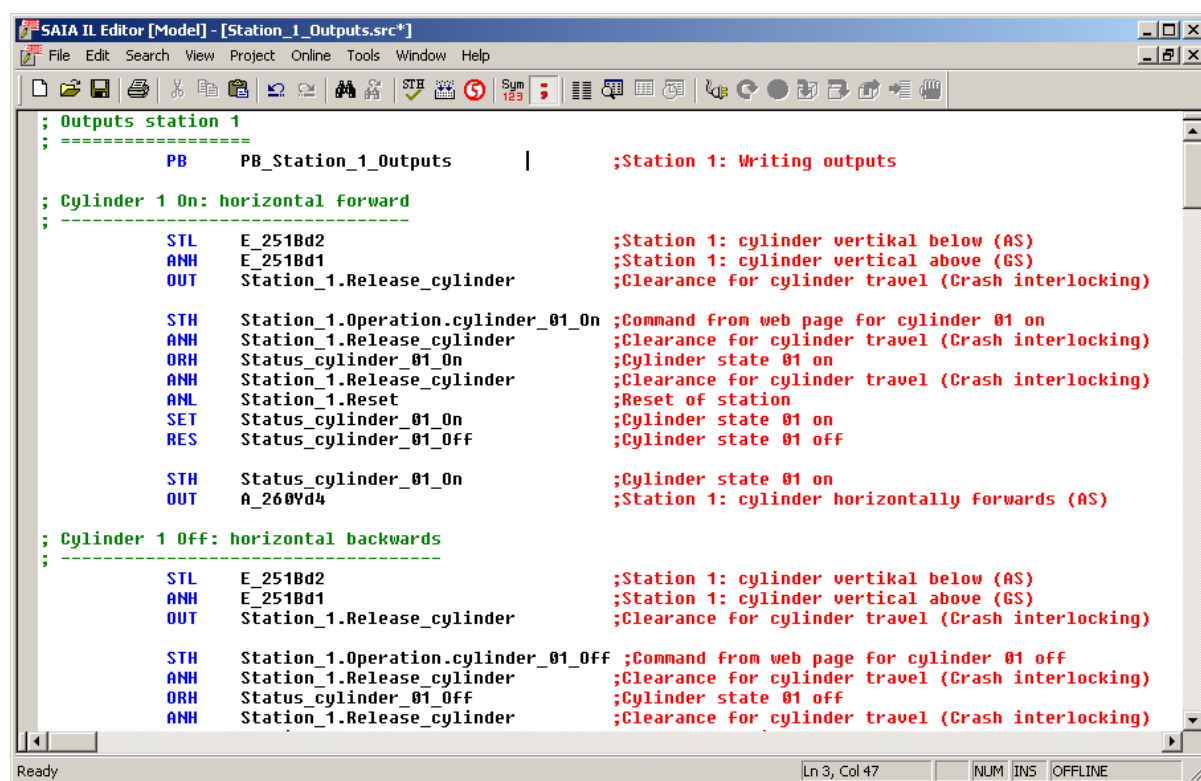 SAIA IL Editor [Model] - [Station_1_Outputs.src*]
File Edit Search View Project Online Tools Window Help
STH Sym 123 ;
; Outputs station 1
; ==================
PB PB_Station_1_Outputs ;Station 1: Writing outputs
; Cylinder 1 On: horizontal forward
; ---------------------------------
STL E_251Bd2 ;Station 1: cylinder vertikal below (AS)
ANH E_251Bd1 ;Station 1: cylinder vertical above (GS)
OUT Station_1.Release_cylinder ;Clearance for cylinder travel (Crash interlocking)
STH Station_1.Operation.cylinder_01_On ;Command from web page for cylinder 01 on
ANH Station_1.Release_cylinder ;Clearance for cylinder travel (Crash interlocking)
ORH Status_cylinder_01_On ;Cylinder state 01 on
ANH Station_1.Release_cylinder ;Clearance for cylinder travel (Crash interlocking)
ANL Station_1.Reset ;Reset of station
SET Status_cylinder_01_On ;Cylinder state 01 on
RES Status_cylinder_01_Off ;Cylinder state 01 off
STH Status_cylinder_01_On ;Cylinder state 01 on
OUT A_260Yd4 ;Station 1: cylinder horizontally forwards (AS)
; Cylinder 1 Off: horizontal backwards
; ------------------------------------
STL E_251Bd2 ;Station 1: cylinder vertikal below (AS)
ANH E_251Bd1 ;Station 1: cylinder vertical above (GS)
OUT Station_1.Release_cylinder ;Clearance for cylinder travel (Crash interlocking)
STH Station_1.Operation.cylinder_01_Off ;Command from web page for cylinder 01 off
ANH Station_1.Release_cylinder ;Clearance for cylinder travel (Crash interlocking)
ORH Status_cylinder_01_Off ;Cylinder state 01 off
ANH Station_1.Release_cylinder ;Clearance for cylinder travel (Crash interlocking)
Ready Ln 3, Col 47 NUM INS OFFLINE